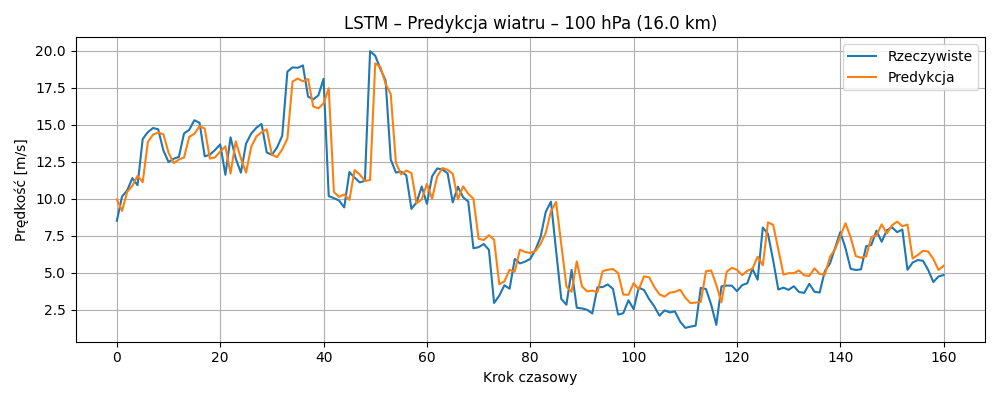 LSTM – Predykcja wiatru – 100 hPa (16.0 km)
20.0
17.5
15.0
12.5
10.0
7.5
5.0
2.5
Prędkość [m/s]
Rzeczywiste
Predykcja
0 20 40 60 80 100 120 140 160
Krok czasowy